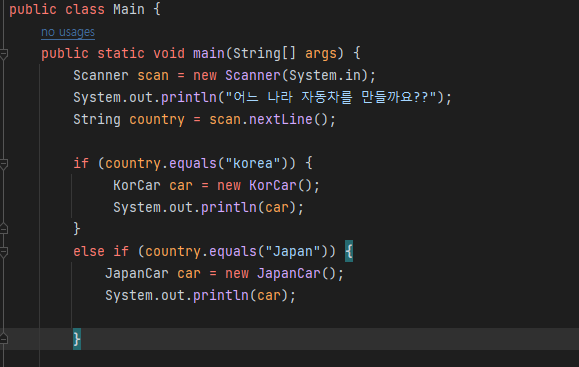 public class Main {
no usages
public static void main(String[] args) {
Scanner scan = new Scanner(System.in);
System.out.println("어느 나라 자동차를 만들까요??");
String country = scan.nextLine();
if (country.equals("korea")) {
KorCar car = new KorCar();
System.out.println(car);
}
else if (country.equals("Japan")) {
JapanCar car = new JapanCar();
System.out.println(car);
}